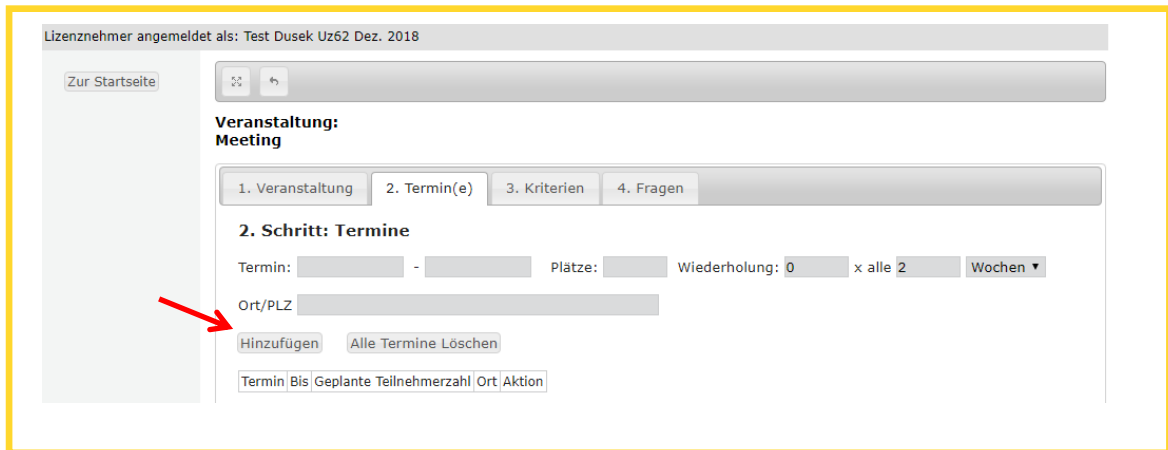 Lizenznehmer angemeldet als: Test Dusek Uz62 Dez. 2018
Zur Startseite
Veranstaltung:
Meeting
1. Veranstaltung 2. Termin(e) 3. Kriterien 4. Fragen
2. Schritt: Termine
Termin: - Plätze: Wiederholung: 0 x alle 2 Wochen
Ort/PLZ
Hinzufügen Alle Termine Löschen
Termin Bis Geplante Teilnehmerzahl Ort Aktion